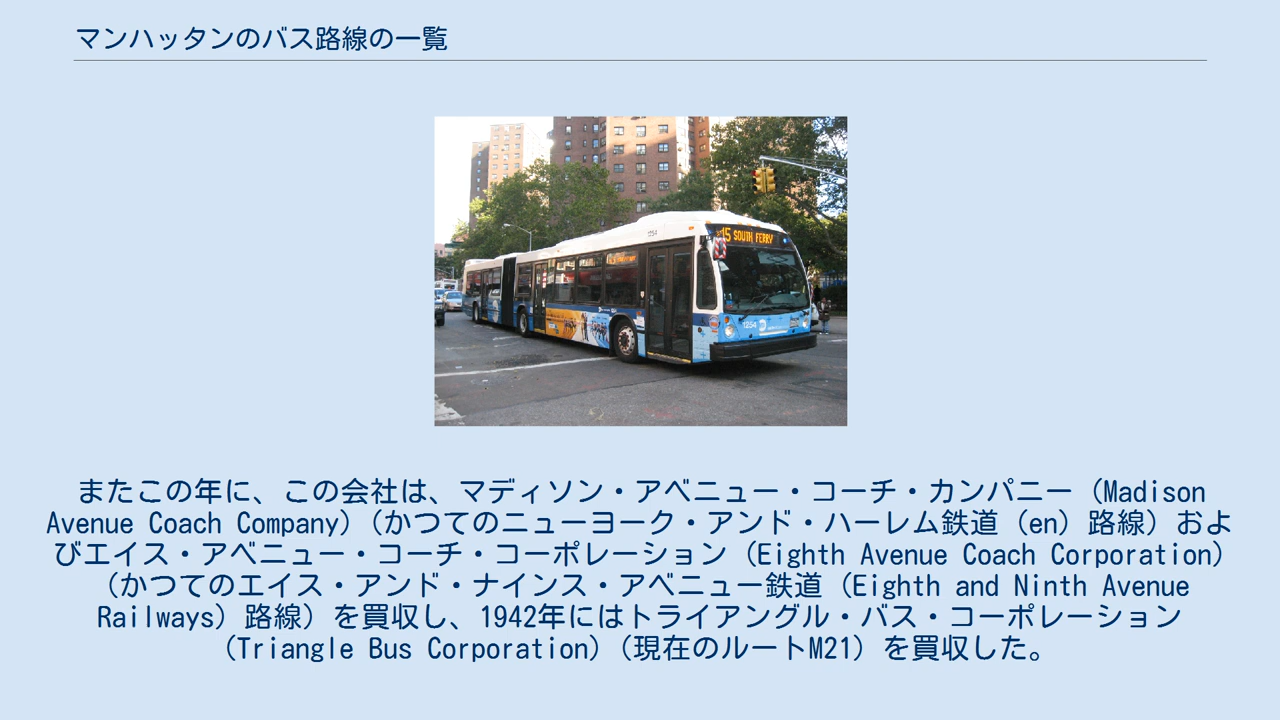 マンハッタンのバス路線の一覧
15 SOUTH FERRY
1254
1254
またこの年に、この会社は、マディソン・アベニュー・コーチ・カンパニー（Madison
Avenue Coach Company）（かつてのニューヨーク・アンド・ハーレム鉄道（en）路線）およ
びエイス・アベニュー・コーチ・コーポレーション（Eighth Avenue Coach Corporation）
（かつてのエイス・アンド・ナインス・アベニュー鉄道（Eighth and Ninth Avenue
Railways）路線）を買収し、1942年にはトライアングル・バス・コーポレーション
（Triangle Bus Corporation）（現在のルートM21）を買収した。